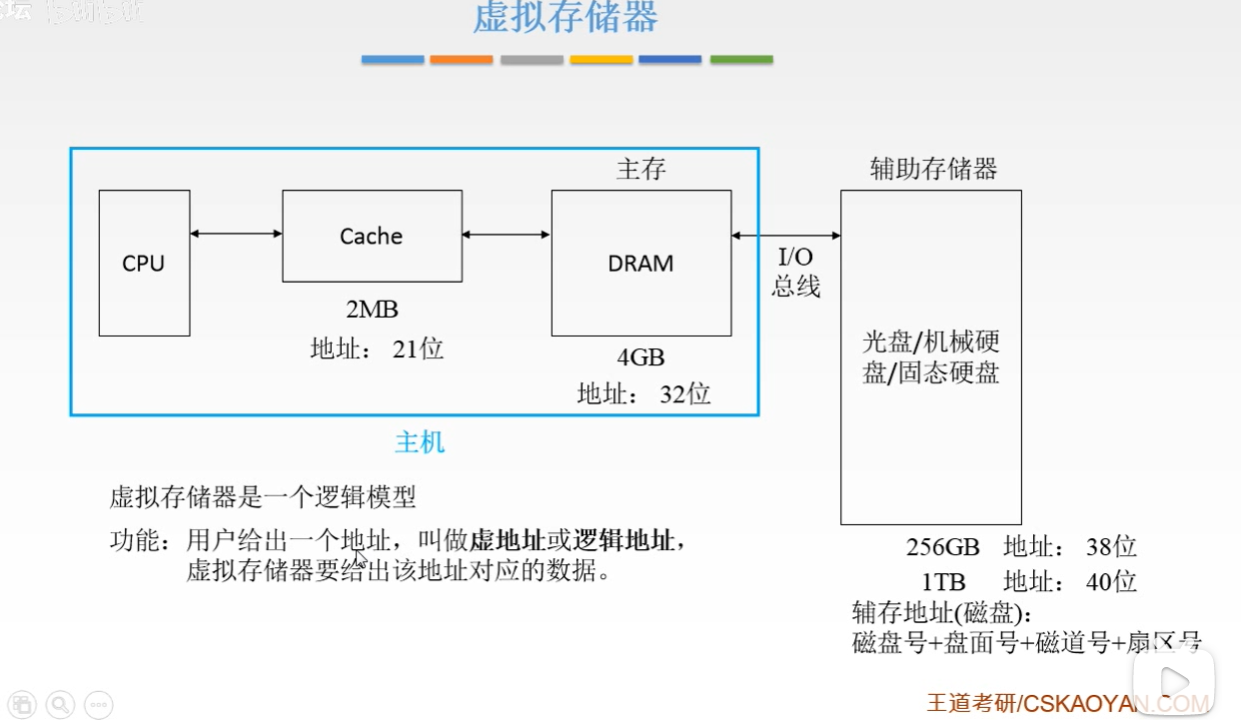 坛
虚拟存储器
主存
辅助存储器
CPU
Cache
DRAM
I/O
总线
2MB
地址： 21位
4GB
地址： 32位
光盘/机械硬
盘/固态硬盘
主机
虚拟存储器是一个逻辑模型
功能：用户给出一个地址，叫做虚地址或逻辑地址，
虚拟存储器要给出该地址对应的数据。
256GB 地址： 38位
1TB 地址： 40位
辅存地址(磁盘)：
磁盘号+盘面号+磁道号+扇区号
王道考研/CSKAOYAN.COM